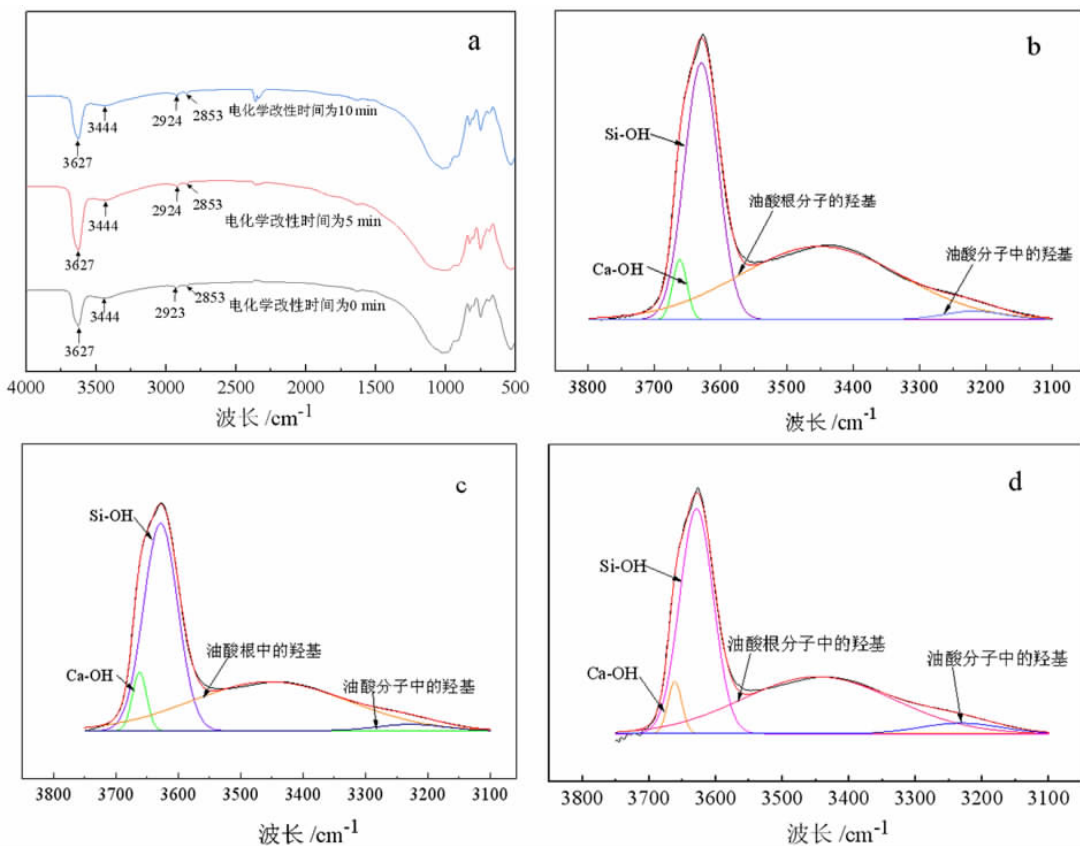 a
电化学改性时间为10 min
3444
2924
2853
3627
电化学改性时间为5 min
3444
2924
2853
3627
电化学改性时间为0 min
3444
2923
2853
3627
4000 3500 3000 2500 2000 1500 1000 500
波长 /cm⁻¹
b
Si-OH
油酸根分子的羟基
Ca-OH
油酸分子中的羟基
3800 3700 3600 3500 3400 3300 3200 3100
波长 /cm⁻¹
c
Si-OH
油酸根中的羟基
Ca-OH
油酸分子中的羟基
3800 3700 3600 3500 3400 3300 3200 3100
波长 /cm⁻¹
d
Si-OH
油酸根分子中的羟基
油酸分子中的羟基
Ca-OH
3800 3700 3600 3500 3400 3300 3200 3100
波长 /cm⁻¹